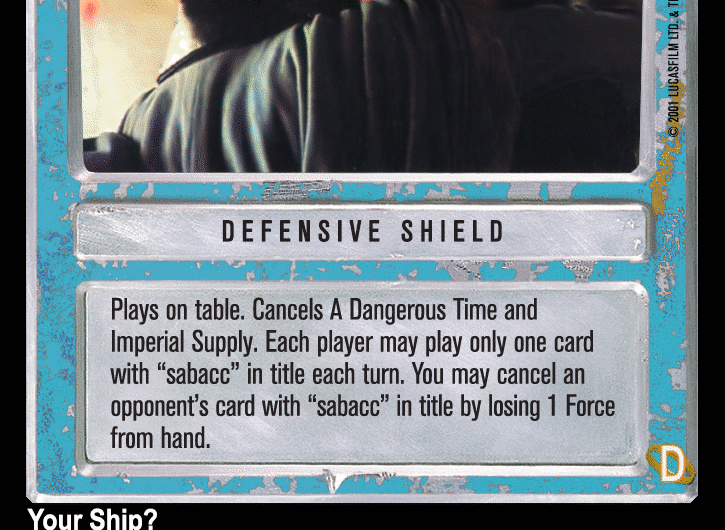 © 2001 LUCASFILM LTD. & T
DEFENSIVE SHIELD
Plays on table. Cancels A Dangerous Time and
Imperial Supply. Each player may play only one card
with “sabacc” in title each turn. You may cancel an
opponent’s card with “sabacc” in title by losing 1 Force
from hand.
D
Your Ship?